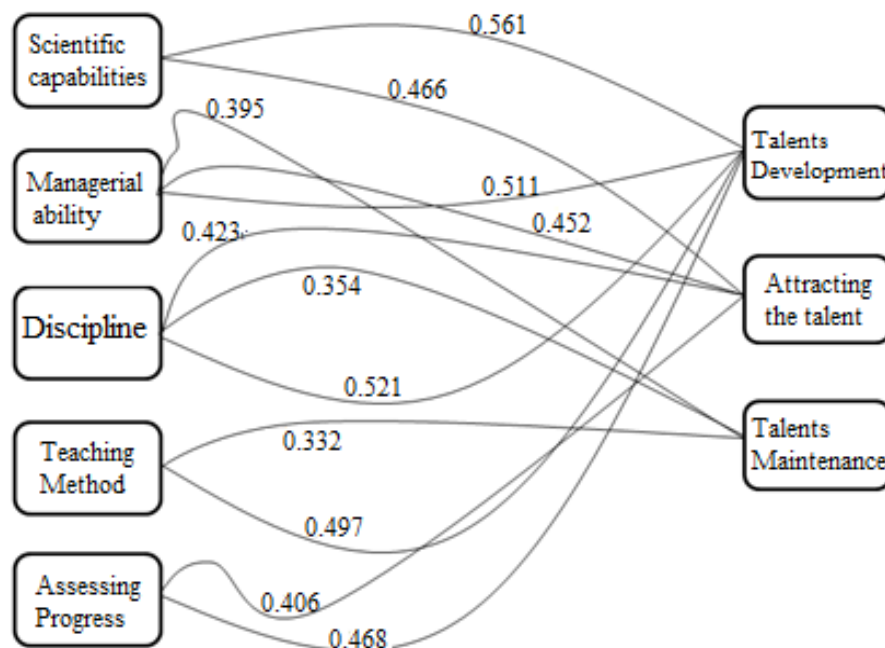 Scientific
capabilities
Managerial
ability
Discipline
Teaching
Method
Assessing
Progress
0.561
0.466
0.395
0.511
0.452
0.423
0.354
0.521
0.332
0.497
0.406
0.468
Talents
Development
Attracting
the talent
Talents
Maintenance